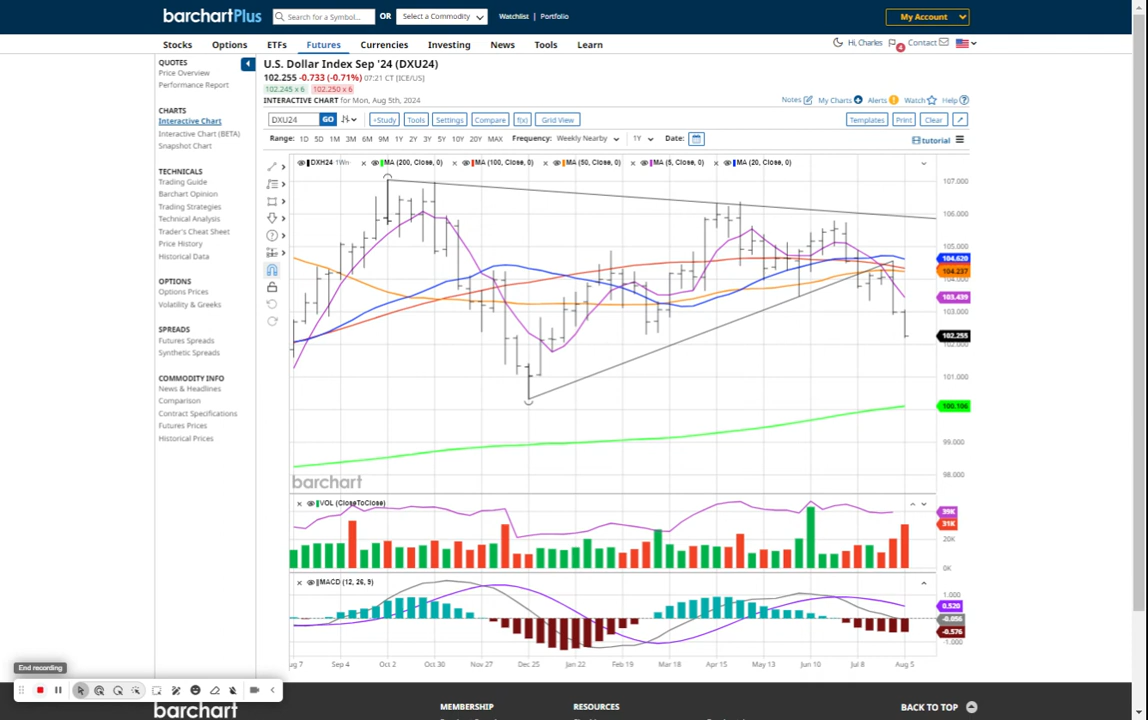 barchartPlus
Search for a Symbol...
OR
Select a Commodity
Watchlist | Portfolio
My Account
Stocks Options ETFs Futures Currencies Investing News Tools Learn
Hi, Charles
4
Contact
QUOTES
Price Overview
Performance Report
CHARTS
Interactive Chart
Interactive Chart (BETA)
Snapshot Chart
TECHNICALS
Trading Guide
Barchart Opinion
Trading Strategies
Technical Analysis
Trader's Cheat Sheet
Price History
Historical Data
OPTIONS
Options Prices
Volatility & Greeks
SPREADS
Futures Spreads
Synthetic Spreads
COMMODITY INFO
News & Headlines
Comparison
Contract Specifications
Futures Prices
Historical Prices
U.S. Dollar Index Sep '24 (DXU24)
102.255 -0.733 (-0.71%) 07:21 CT (ICE/US)
102.245 x 6 102.250 x 6
INTERACTIVE CHART for Mon, Aug 5th, 2024
Notes My Charts Alerts Watch Help
DXU24 GO +Study Tools Settings Compare f(x) Grid View
Templates Print Clear
Range: 1D 5D 1M 3M 6M 9M 1Y 2Y 3Y 5Y 10Y 20Y MAX Frequency: Weekly Nearby 1Y Date:
tutorial
DXH24 1Wn MA (200, Close, 0) MA (100, Close, 0) MA (50, Close, 0) MA (5, Close, 0) MA (20, Close, 0)
107.000
106.000
105.000
104.620
104.237
103.439
103.000
102.255
102.000
101.000
100.106
99.000
98.000
barchart
VOL (CloseToClose)
39K
31K
20K
0K
MACD (12, 26, 9)
1.000
0.520
-0.056
-0.576
-1.000
ug 7 Sep 4 Oct 2 Oct 30 Nov 27 Dec 25 Jan 22 Feb 19 Mar 18 Apr 15 May 13 Jun 10 Jul 8 Aug 5
End recording
barchart
MEMBERSHIP
RESOURCES
BACK TO TOP